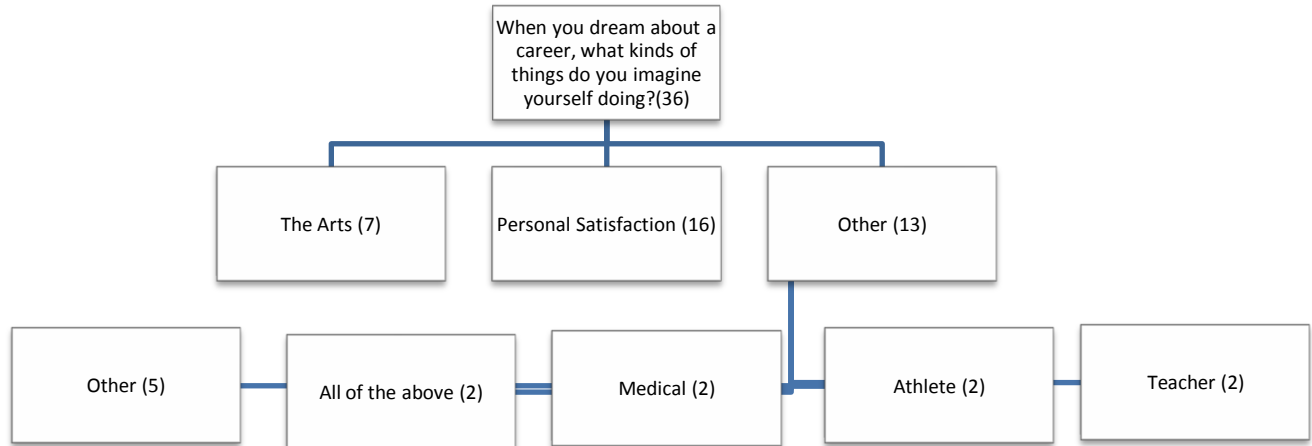 When you dream about a
career, what kinds of
things do you imagine
yourself doing?(36)
The Arts (7)
Personal Satisfaction (16)
Other (13)
Other (5)
All of the above (2)
Medical (2)
Athlete (2)
Teacher (2)